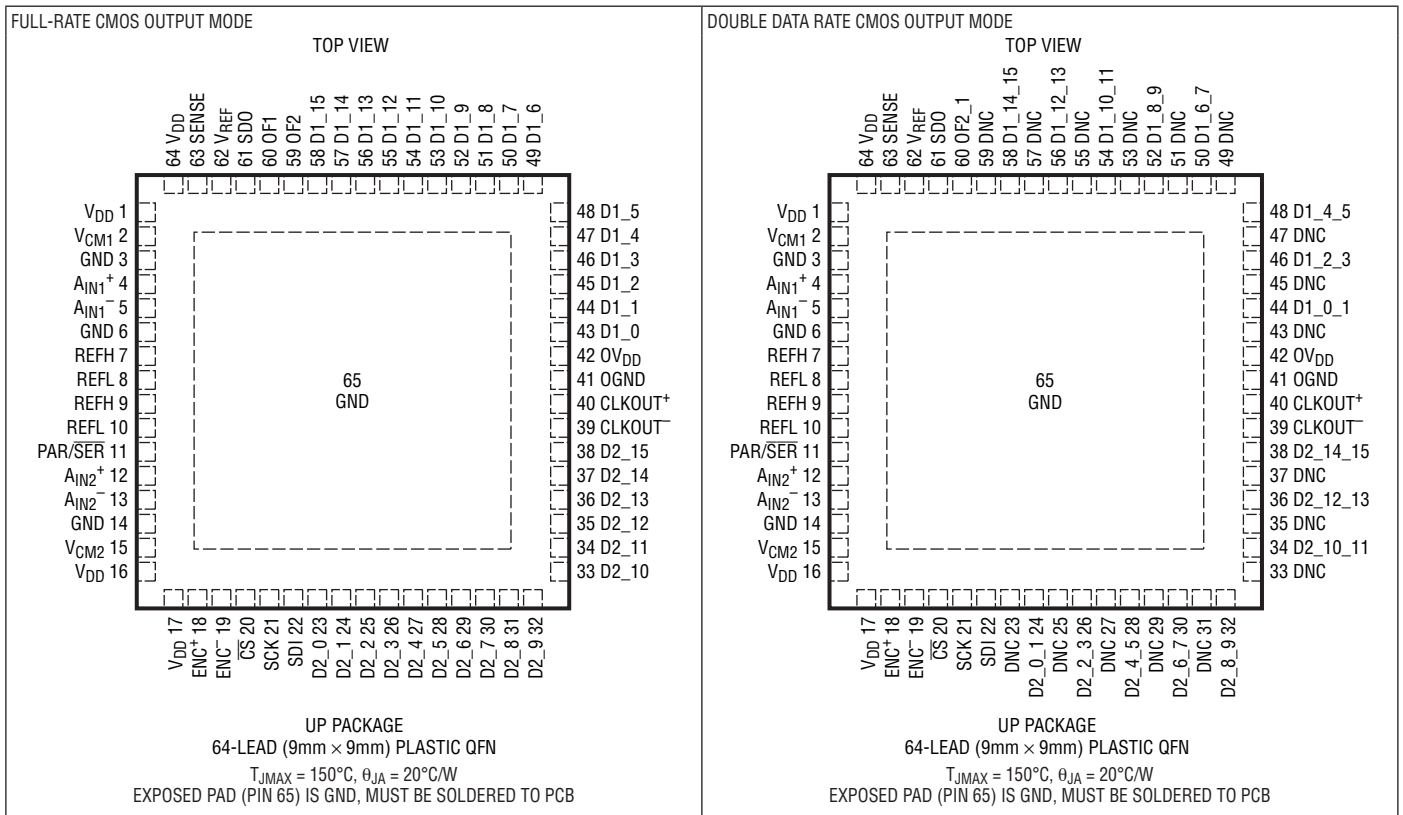 FULL-RATE CMOS OUTPUT MODE
TOP VIEW
64 VDD
63 SENSE
62 VREF
61 SDO
60 OF1
59 OF2
58 D1_15
57 D1_14
56 D1_13
55 D1_12
54 D1_11
53 D1_10
52 D1_9
51 D1_8
50 D1_7
49 D1_6
VDD 1
VCM1 2
GND 3
AIN1+ 4
AIN1– 5
GND 6
REFH 7
REFL 8
REFH 9
REFL 10
PAR/SER 11
AIN2+ 12
AIN2– 13
GND 14
VCM2 15
VDD 16
65
GND
48 D1_5
47 D1_4
46 D1_3
45 D1_2
44 D1_1
43 D1_0
42 OVDD
41 OGND
40 CLKOUT+
39 CLKOUT–
38 D2_15
37 D2_14
36 D2_13
35 D2_12
34 D2_11
33 D2_10
VDD 17
ENC+ 18
ENC– 19
CS 20
SCK 21
SDI 22
D2_0 23
D2_1 24
D2_2 25
D2_3 26
D2_4 27
D2_5 28
D2_6 29
D2_7 30
D2_8 31
D2_9 32
UP PACKAGE
64-LEAD (9mm × 9mm) PLASTIC QFN
TJMAX = 150°C, θJA = 20°C/W
EXPOSED PAD (PIN 65) IS GND, MUST BE SOLDERED TO PCB
DOUBLE DATA RATE CMOS OUTPUT MODE
TOP VIEW
64 VDD
63 SENSE
62 VREF
61 SDO
60 OF2_1
59 DNC
58 D1_14_15
57 DNC
56 D1_12_13
55 DNC
54 D1_10_11
53 DNC
52 D1_8_9
51 DNC
50 D1_6_7
49 DNC
VDD 1
VCM1 2
GND 3
AIN1+ 4
AIN1– 5
GND 6
REFH 7
REFL 8
REFH 9
REFL 10
PAR/SER 11
AIN2+ 12
AIN2– 13
GND 14
VCM2 15
VDD 16
65
GND
48 D1_4_5
47 DNC
46 D1_2_3
45 DNC
44 D1_0_1
43 DNC
42 OVDD
41 OGND
40 CLKOUT+
39 CLKOUT–
38 D2_14_15
37 DNC
36 D2_12_13
35 DNC
34 D2_10_11
33 DNC
VDD 17
ENC+ 18
ENC– 19
CS 20
SCK 21
SDI 22
DNC 23
D2_0_1 24
DNC 25
D2_2_3 26
DNC 27
D2_4_5 28
DNC 29
D2_6_7 30
DNC 31
D2_8_9 32
UP PACKAGE
64-LEAD (9mm × 9mm) PLASTIC QFN
TJMAX = 150°C, θJA = 20°C/W
EXPOSED PAD (PIN 65) IS GND, MUST BE SOLDERED TO PCB